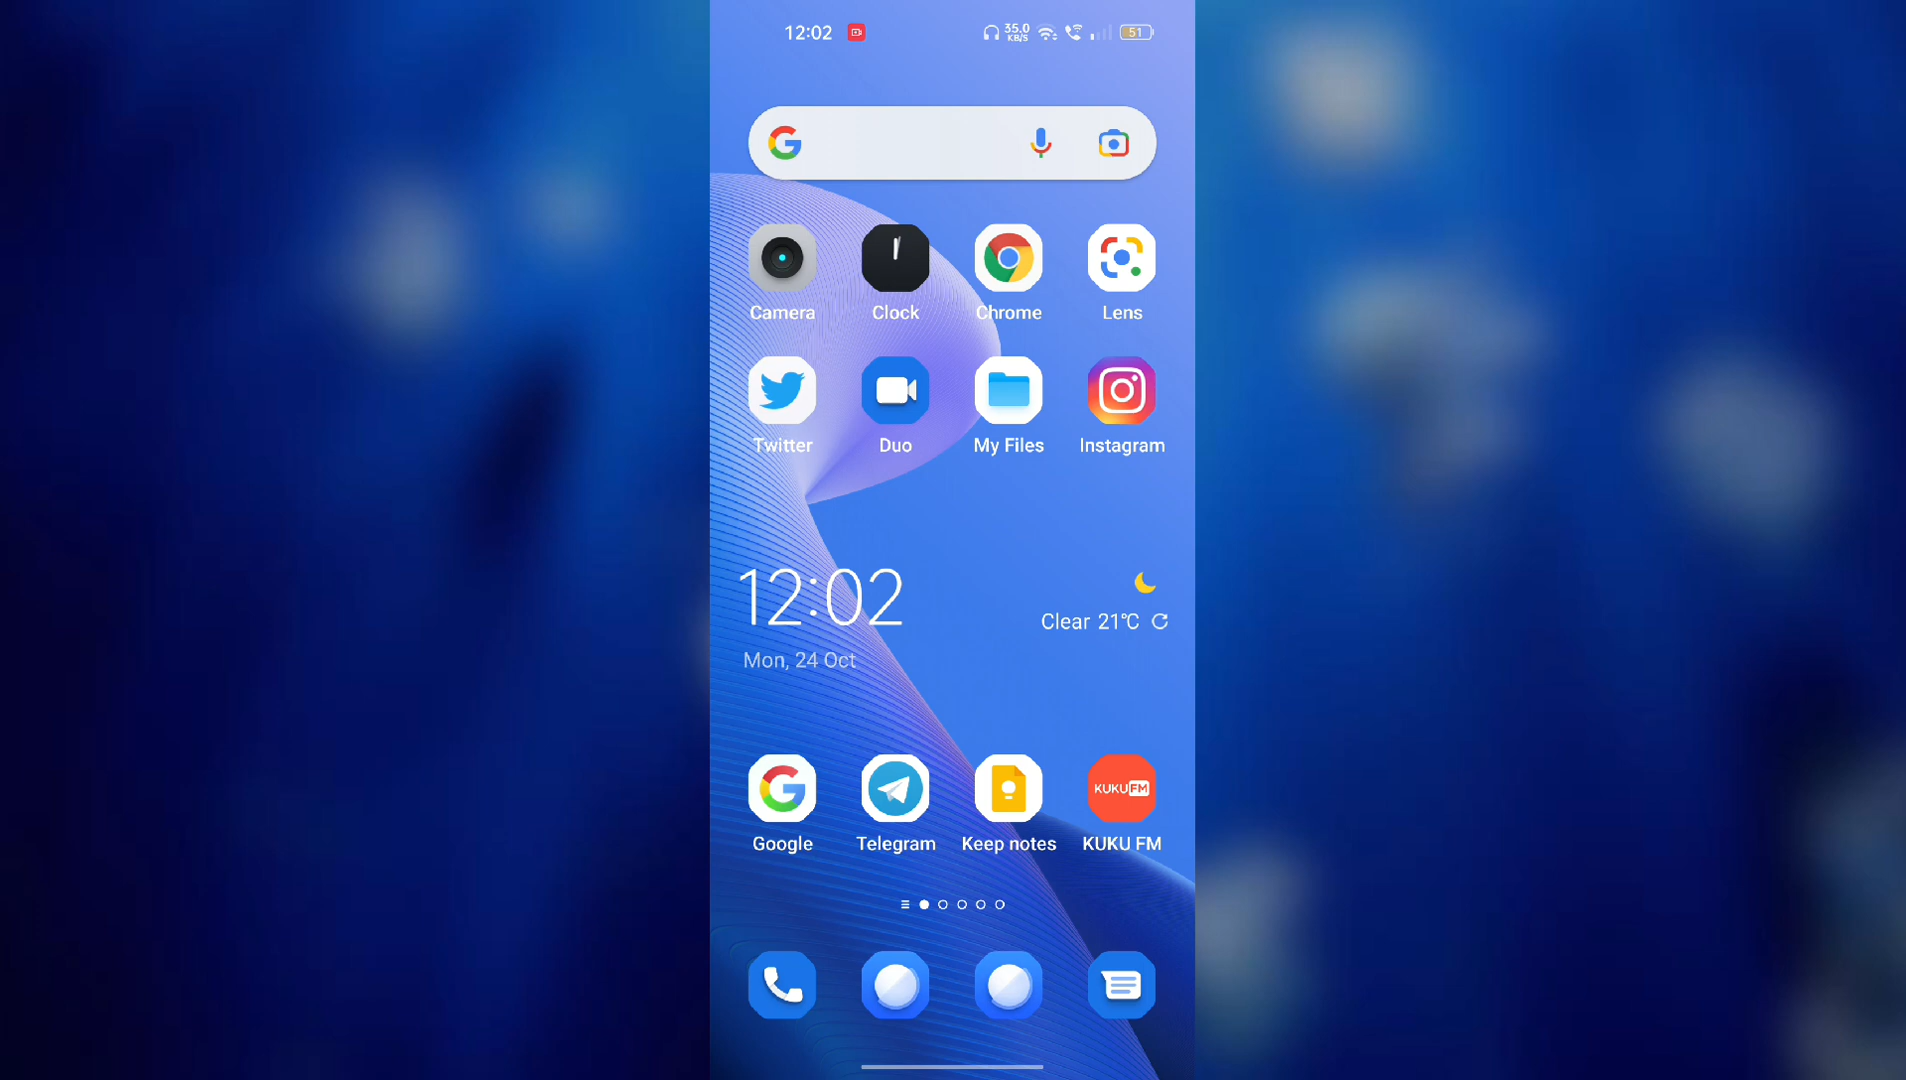 12:02 35.0 KB/S 51
Camera Clock Chrome Lens
Twitter Duo My Files Instagram
12:02
Clear 21°C
Mon, 24 Oct
KUKU FM
Google Telegram Keep notes KUKU FM